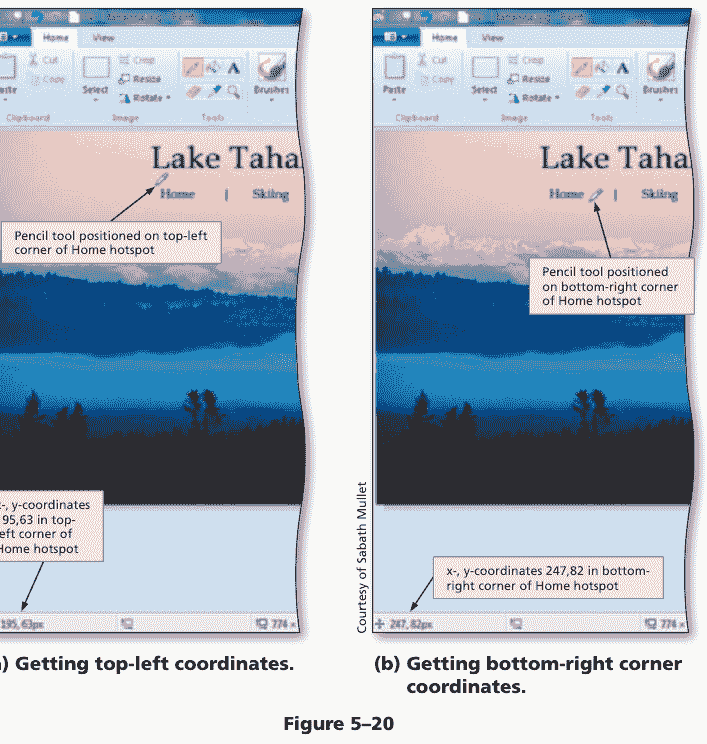 Home View
Cut
Copy
Select
Crop
Resize
Rotate
Brushes
Clipboard Image Tools
Lake Taha
Home | Skiing
Pencil tool positioned on top-left
corner of Home hotspot
x-, y-coordinates
195,63 in top-
left corner of
Home hotspot
195, 63px 774 ×
) Getting top-left coordinates.
Home View
Paste
Cut
Copy
Select
Crop
Resize
Rotate
Brushes
Clipboard Image Tools
Lake Taha
Home | Skiing
Pencil tool positioned
on bottom-right corner
of Home hotspot
Courtesy of Sabath Mullet
x-, y-coordinates 247,82 in bottom-
right corner of Home hotspot
247, 82px 774 ×
(b) Getting bottom-right corner
coordinates.
Figure 5–20